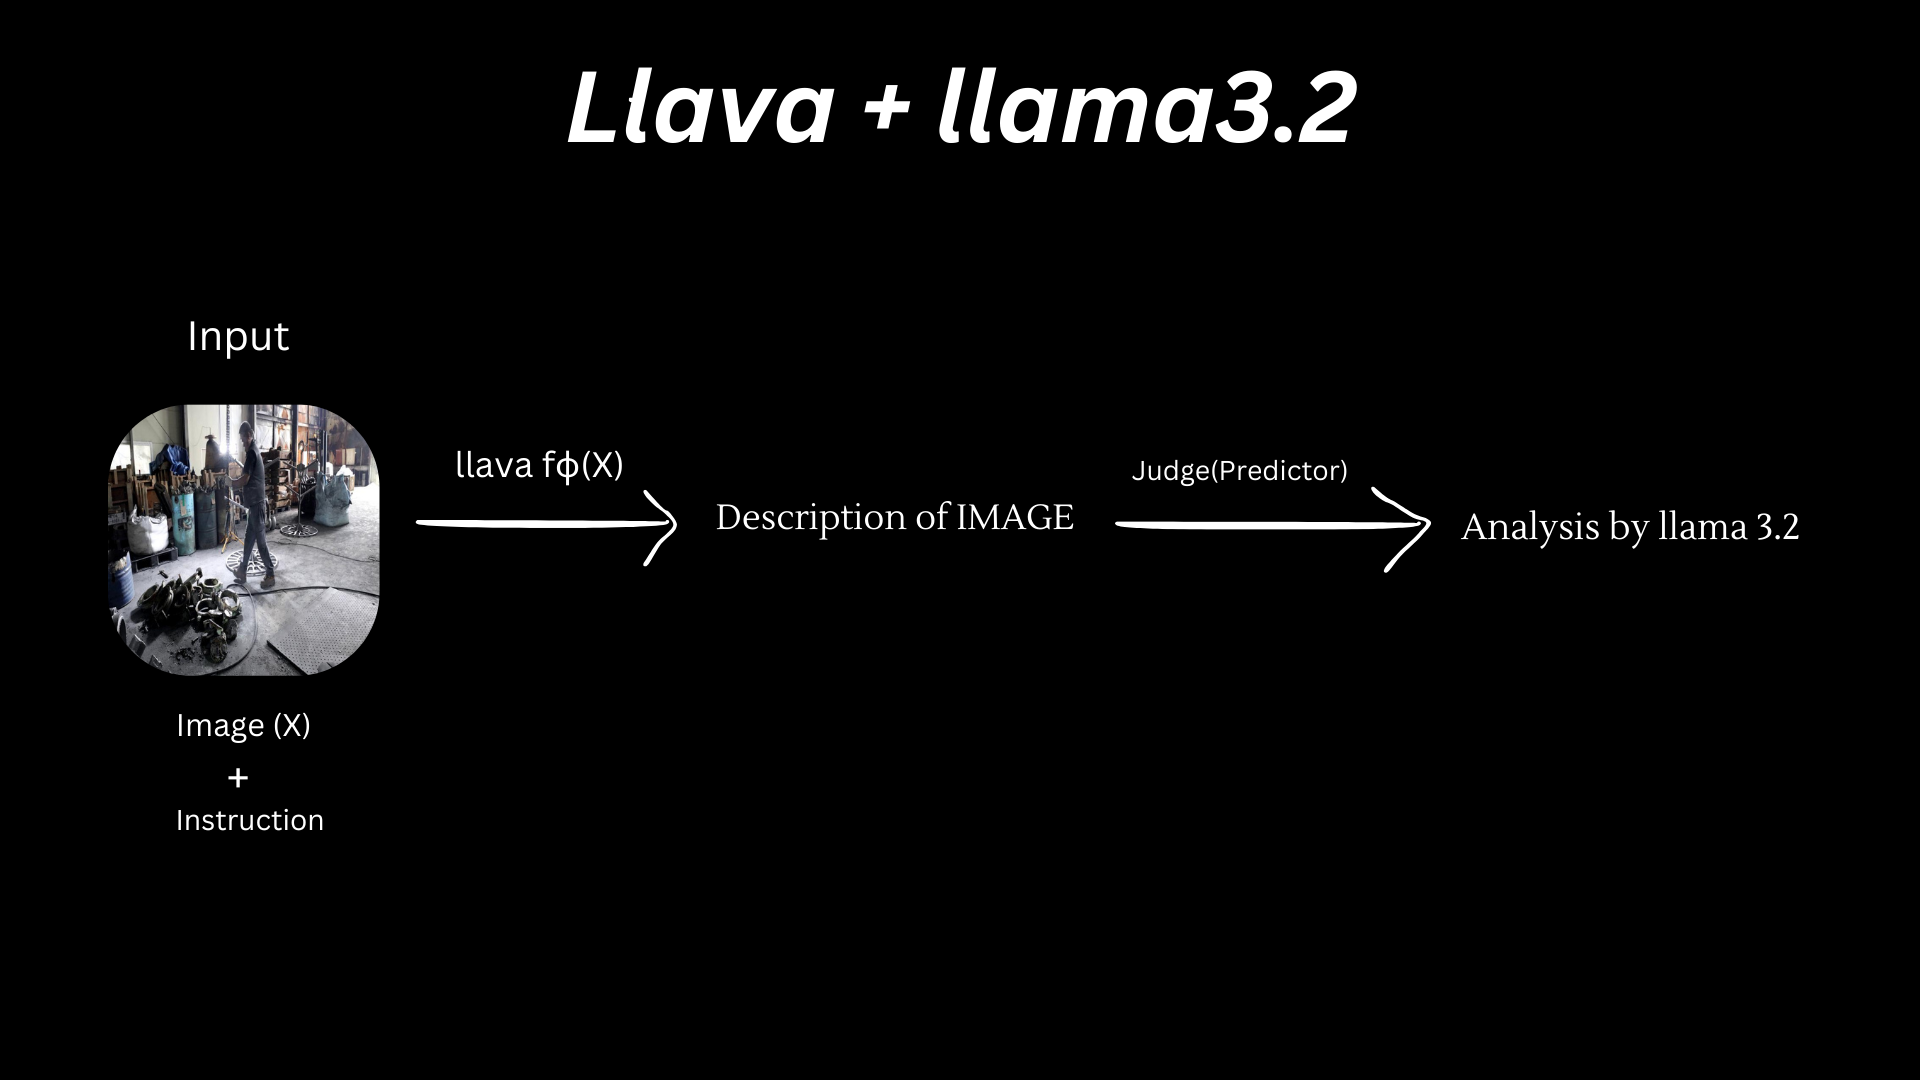 Llava + llama3.2
Input
llava fϕ(X)
Description of IMAGE
Judge(Predictor)
Analysis by llama 3.2
Image (X)
+
Instruction